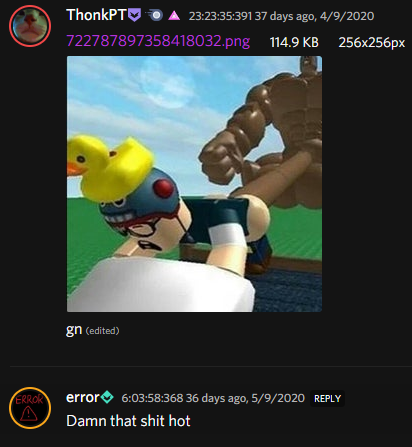 ThonkPT 23:23:35:391 37 days ago, 4/9/2020
722787897358418032.png 114.9 KB 256x256px
gn (edited)
ERROR
error 6:03:58:368 36 days ago, 5/9/2020 REPLY
Damn that shit hot